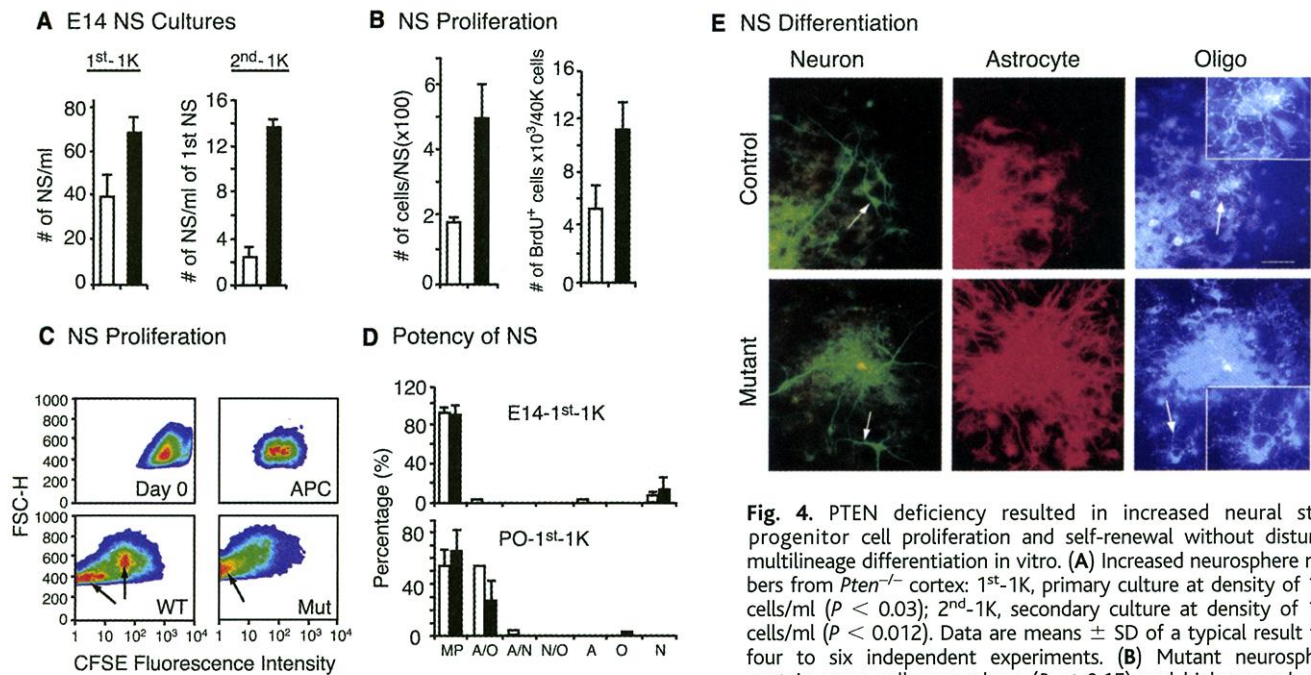 A E14 NS Cultures
1st-1K
2nd-1K
# of NS/ml
80
60
40
20
0
# of NS/ml of 1st NS
16
12
8
4
0
B NS Proliferation
# of cells/NS(x100)
6
4
2
0
# of BrdU+ cells x10³/40K cells
16
12
8
4
0
C NS Proliferation
FSC-H
1000
800
600
400
200
0
Day 0
APC
1000
800
600
400
200
0
WT
Mut
1 10¹ 10² 10³ 10⁴
1 10¹ 10² 10³ 10⁴
CFSE Fluorescence Intensity
D Potency of NS
Percentage (%)
120
80
40
0
E14-1st-1K
120
80
40
0
PO-1st-1K
MP A/O A/N N/O A O N
E NS Differentiation
Neuron Astrocyte Oligo
Control
Mutant
Fig. 4. PTEN deficiency resulted in increased neural
progenitor cell proliferation and self-renewal without
multilineage differentiation in vitro. (A) Increased neurosphere
bers from Pten−/− cortex: 1st-1K, primary culture at density of
cells/ml (P < 0.03); 2nd-1K, secondary culture at density of
cells/ml (P < 0.012). Data are means ± SD of a typical result
four to six independent experiments. (B) Mutant